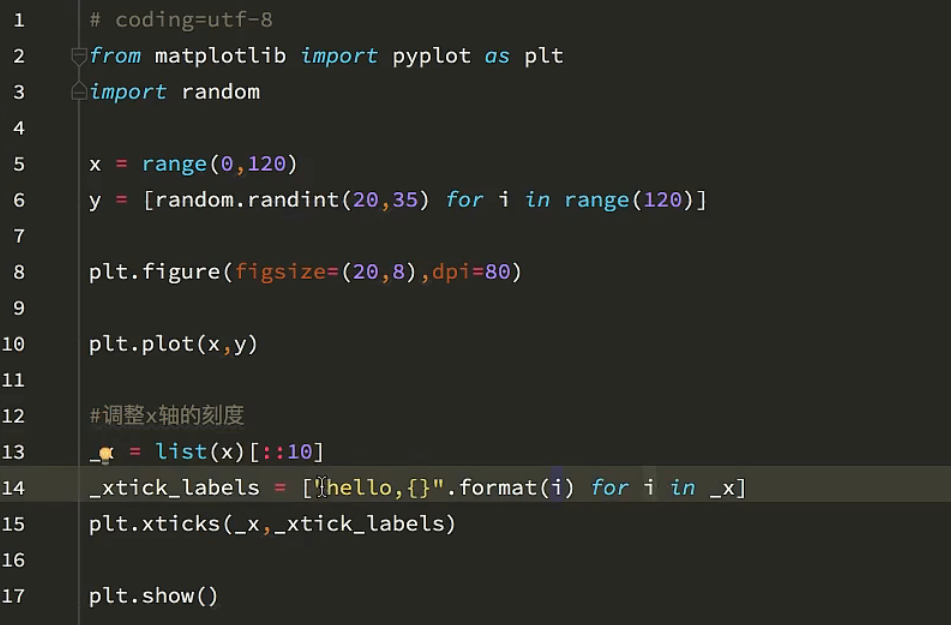 1 # coding=utf-8
2 from matplotlib import pyplot as plt
3 import random
4
5 x = range(0,120)
6 y = [random.randint(20,35) for i in range(120)]
7
8 plt.figure(figsize=(20,8),dpi=80)
9
10 plt.plot(x,y)
11
12 #调整x轴的刻度
13 _x = list(x)[::10]
14 _xtick_labels = ["hello,{}".format(i) for i in _x]
15 plt.xticks(_x,_xtick_labels)
16
17 plt.show()